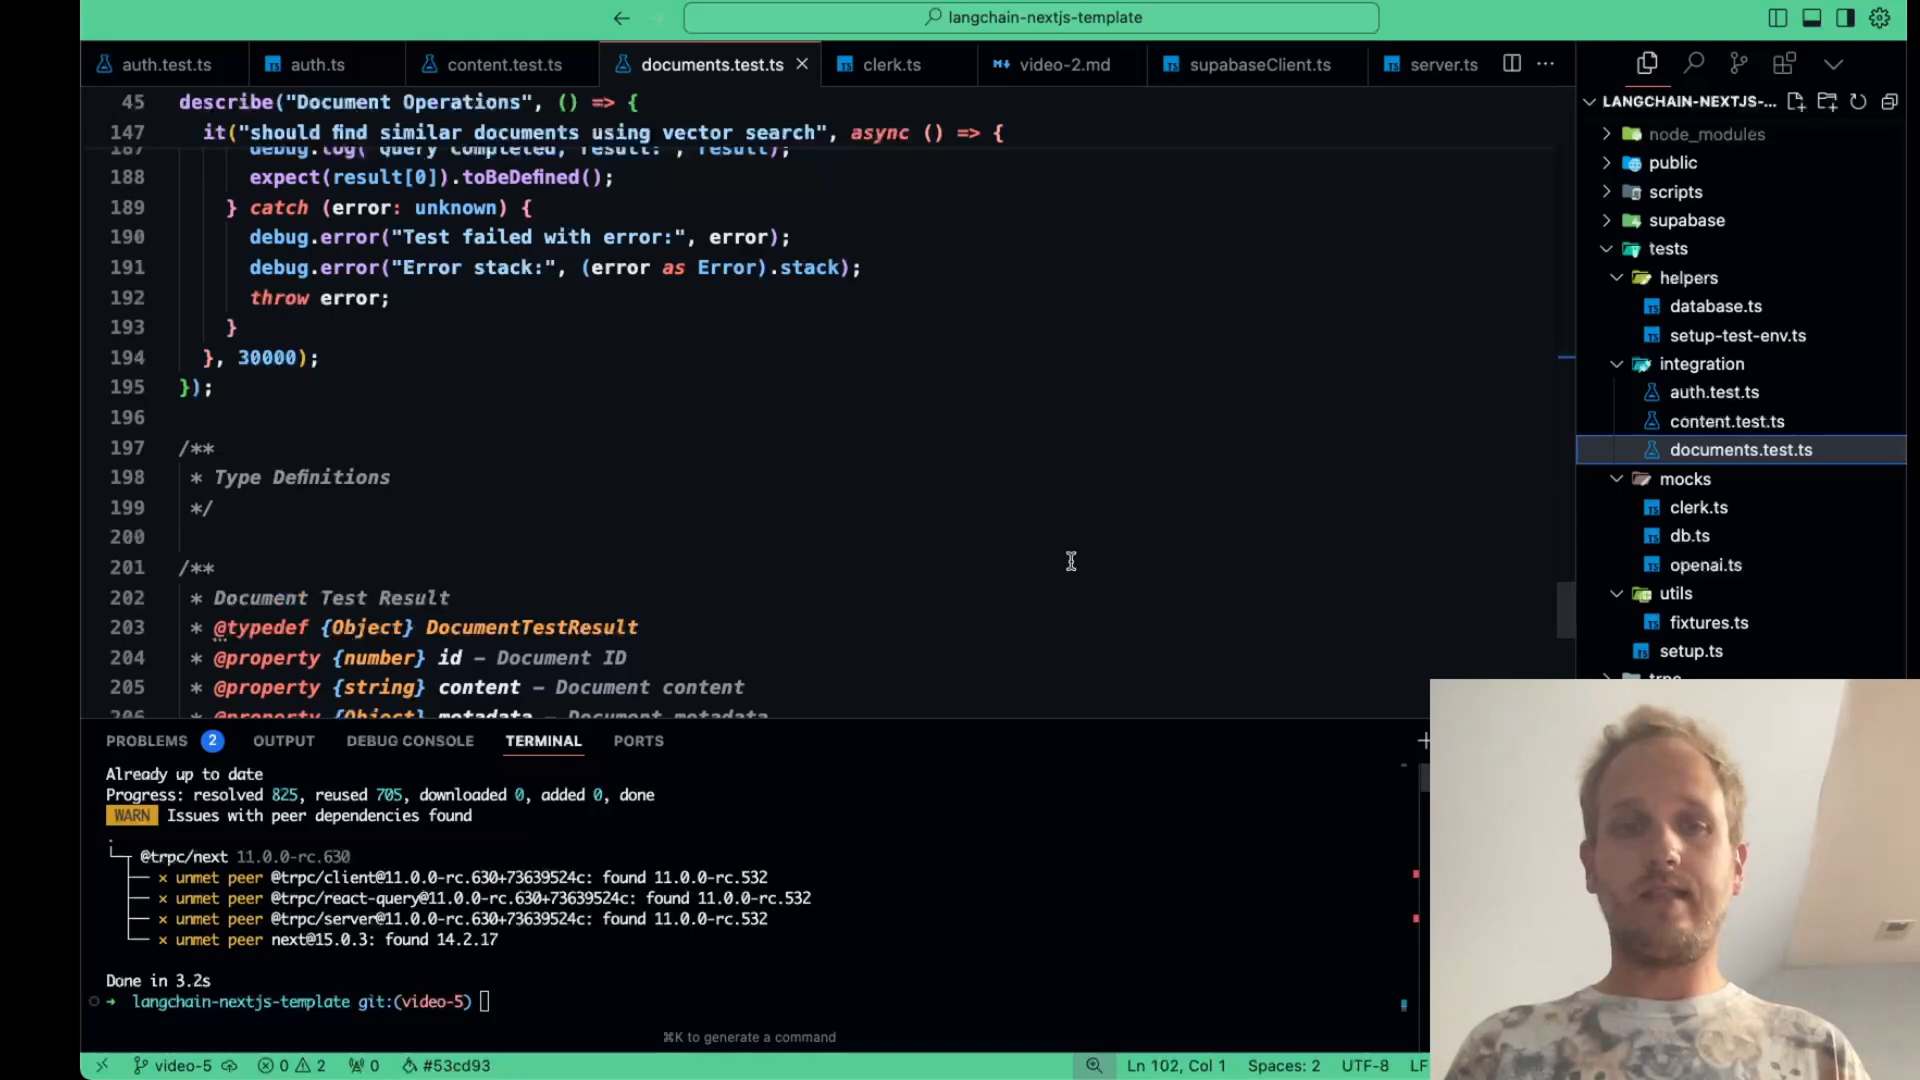 langchain-nextjs-template
auth.test.ts
auth.ts
content.test.ts
documents.test.ts
clerk.ts
video-2.md
supabaseClient.ts
server.ts
45 describe("Document Operations", () => {
147 it("should find similar documents using vector search", async () => {
187 debug.log("Query completed, result:", result);
188 expect(result[0]).toBeDefined();
189 } catch (error: unknown) {
190 debug.error("Test failed with error:", error);
191 debug.error("Error stack:", (error as Error).stack);
192 throw error;
193 }
194 }, 30000);
195 });
196
197 /**
198 * Type Definitions
199 */
200
201 /**
202 * Document Test Result
203 * @typedef {Object} DocumentTestResult
204 * @property {number} id - Document ID
205 * @property {string} content - Document content
206 * @property {Object} metadata - Document metadata
LANGCHAIN-NEXTJS-...
node_modules
public
scripts
supabase
tests
helpers
database.ts
setup-test-env.ts
integration
auth.test.ts
content.test.ts
documents.test.ts
mocks
clerk.ts
db.ts
openai.ts
utils
fixtures.ts
setup.ts
trpc
PROBLEMS 2 OUTPUT DEBUG CONSOLE TERMINAL PORTS
Already up to date
Progress: resolved 825, reused 705, downloaded 0, added 0, done
WARN Issues with peer dependencies found
.
└─┬ @trpc/next 11.0.0-rc.630
├── ✕ unmet peer @trpc/client@11.0.0-rc.630+73639524c: found 11.0.0-rc.532
├── ✕ unmet peer @trpc/react-query@11.0.0-rc.630+73639524c: found 11.0.0-rc.532
├── ✕ unmet peer @trpc/server@11.0.0-rc.630+73639524c: found 11.0.0-rc.532
└── ✕ unmet peer next@15.0.3: found 14.2.17
Done in 3.2s
➜ langchain-nextjs-template git:(video-5)
⌘K to generate a command
video-5 0 2 0 #53cd93 Ln 102, Col 1 Spaces: 2 UTF-8 LF